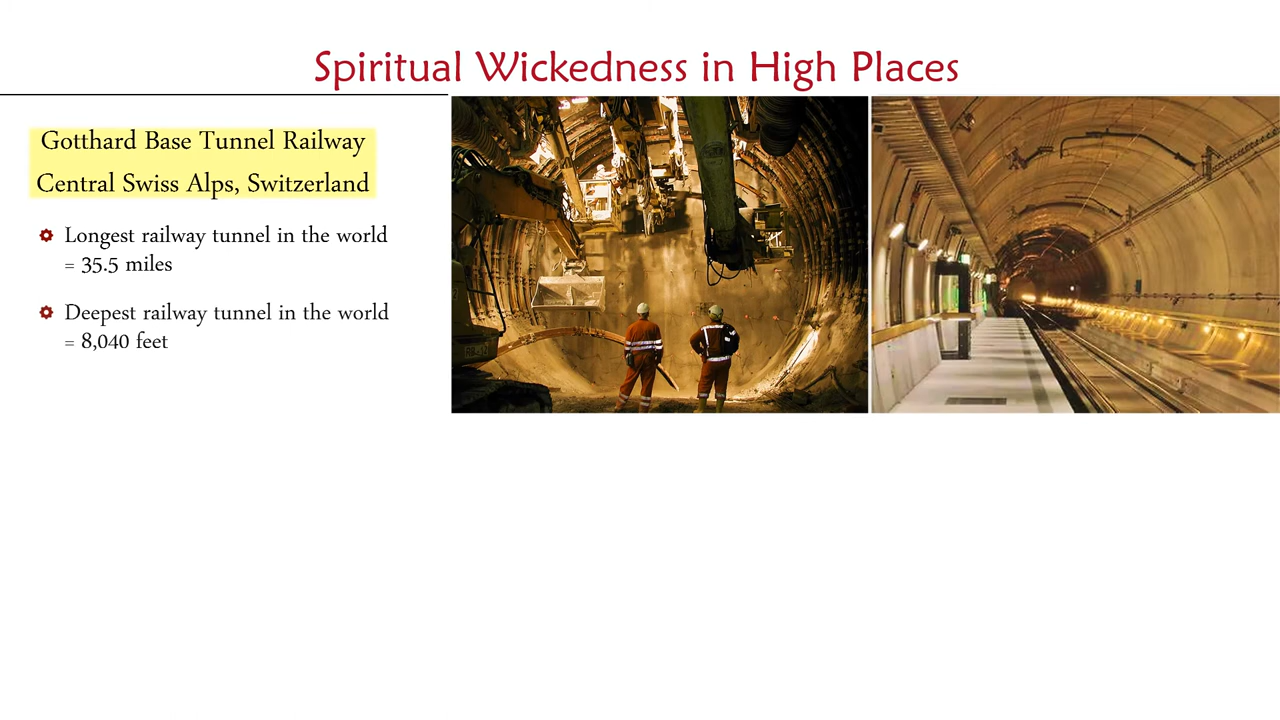 Spiritual Wickedness in High Places
Gotthard Base Tunnel Railway
Central Swiss Alps, Switzerland
Longest railway tunnel in the world
= 35.5 miles
Deepest railway tunnel in the world
= 8,040 feet